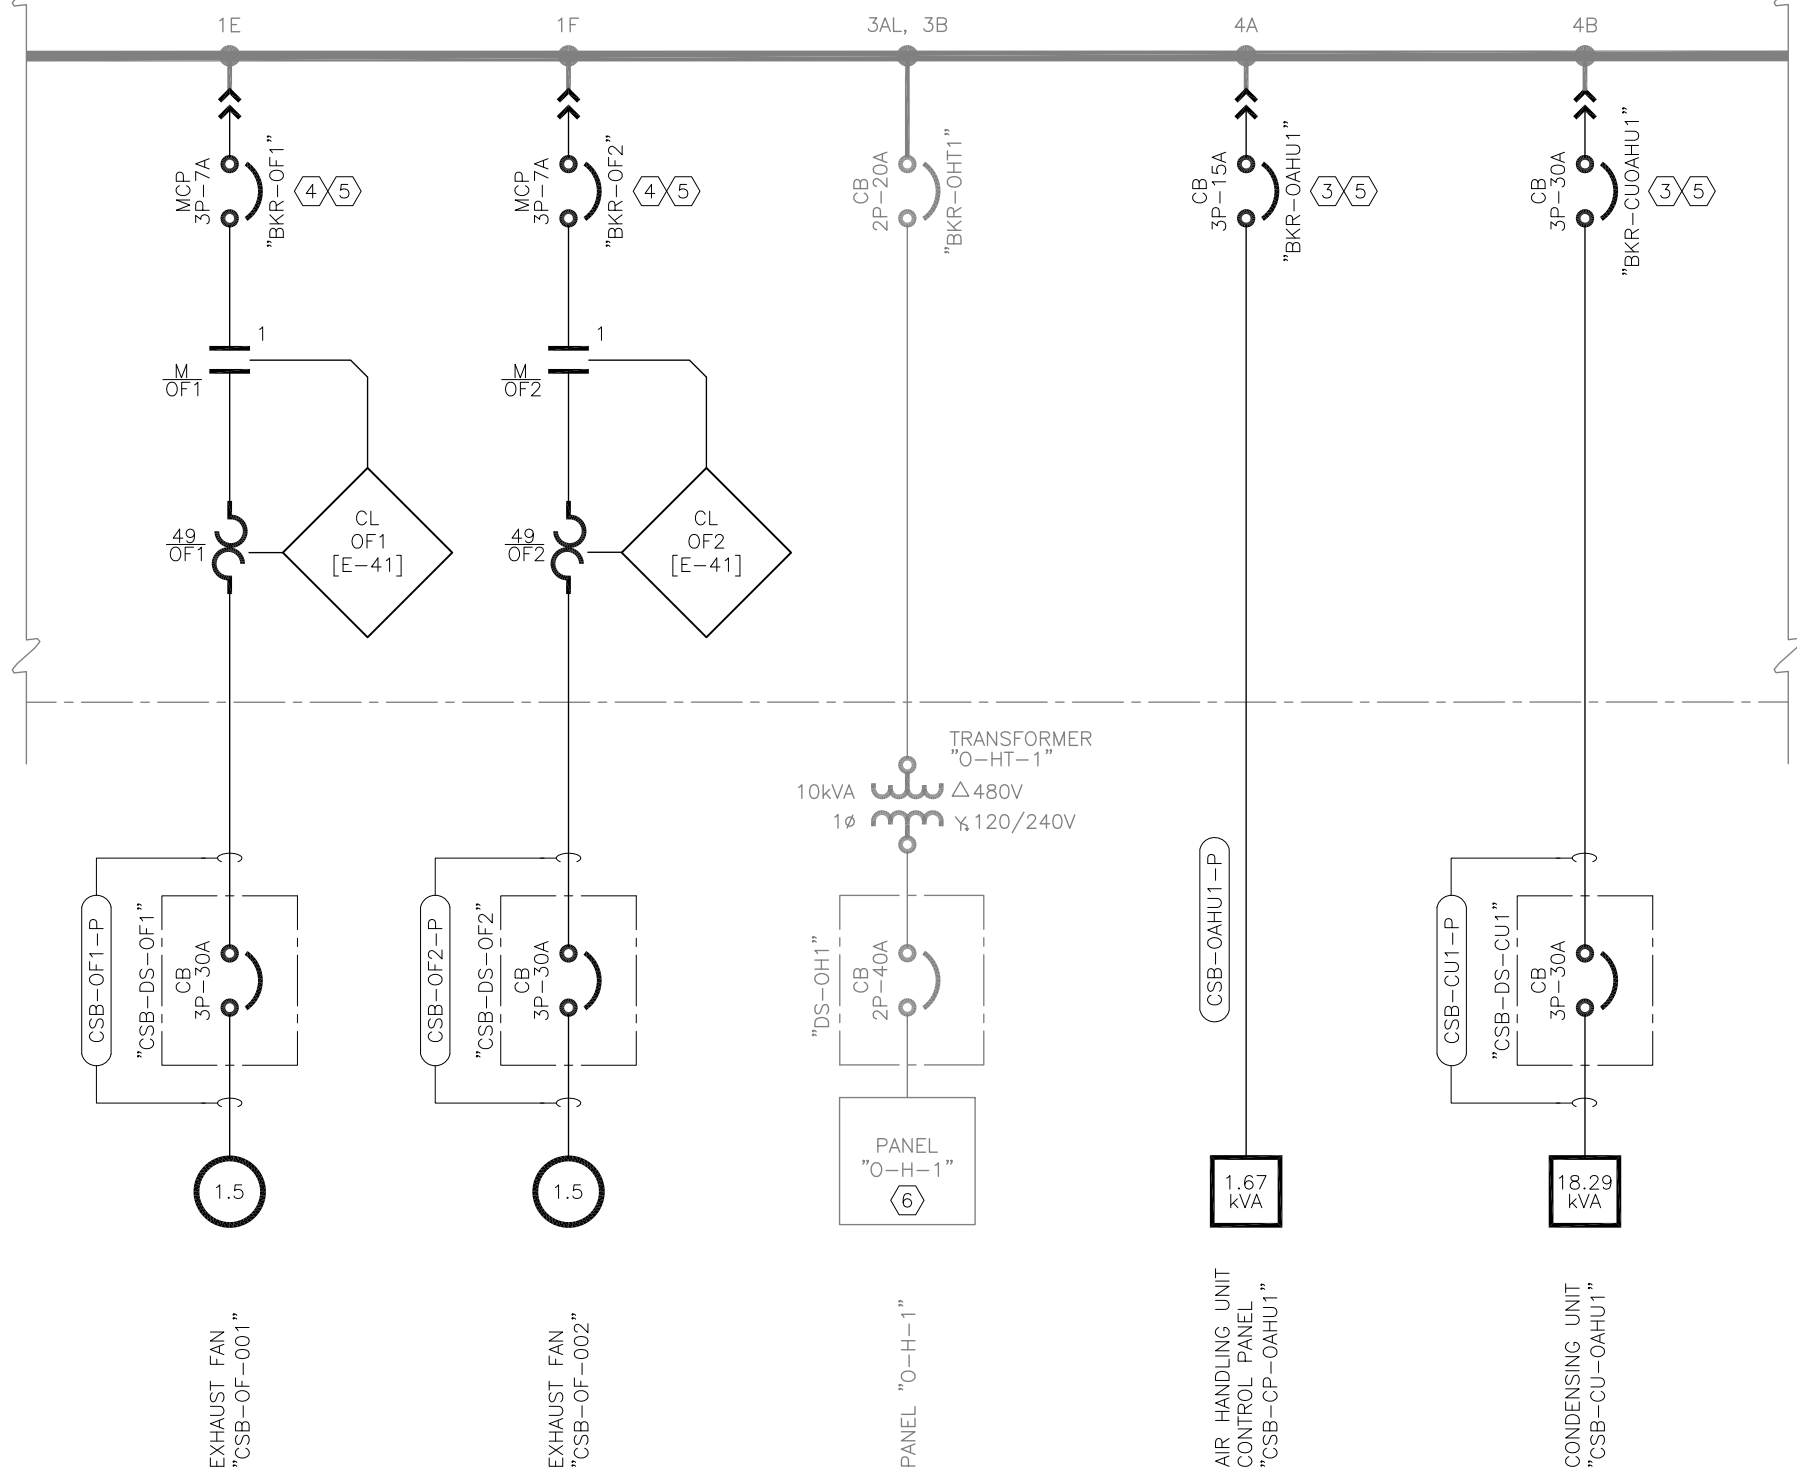 1E
1F
3AL, 3B
4A
4B
MCP
3P-7A
"BKR-OF1"
4
5
MCP
3P-7A
"BKR-OF2"
4
5
CB
2P-20A
"BKR-OHT1"
CB
3P-15A
"BKR-OAHU1"
3
5
CB
3P-30A
"BKR-CUOAHU1"
3
5
1
M
OF1
1
M
OF2
49
OF1
CL
OF1
[E-41]
49
OF2
CL
OF2
[E-41]
TRANSFORMER
"O-HT-1"
10kVA
△480V
1ø
120/240V
CSB-OF1-P
"CSB-DS-OF1"
CB
3P-30A
CSB-OF2-P
"CSB-DS-OF2"
CB
3P-30A
"DS-OH1"
CB
2P-40A
CSB-OAHU1-P
CSB-CU1-P
"CSB-DS-CU1"
CB
3P-30A
1.5
1.5
PANEL
"O-H-1"
6
1.67
kVA
18.29
kVA
EXHAUST FAN
"CSB-OF-001"
EXHAUST FAN
"CSB-OF-002"
PANEL "O-H-1"
AIR HANDLING UNIT
CONTROL PANEL
"CSB-CP-OAHU1"
CONDENSING UNIT
"CSB-CU-OAHU1"